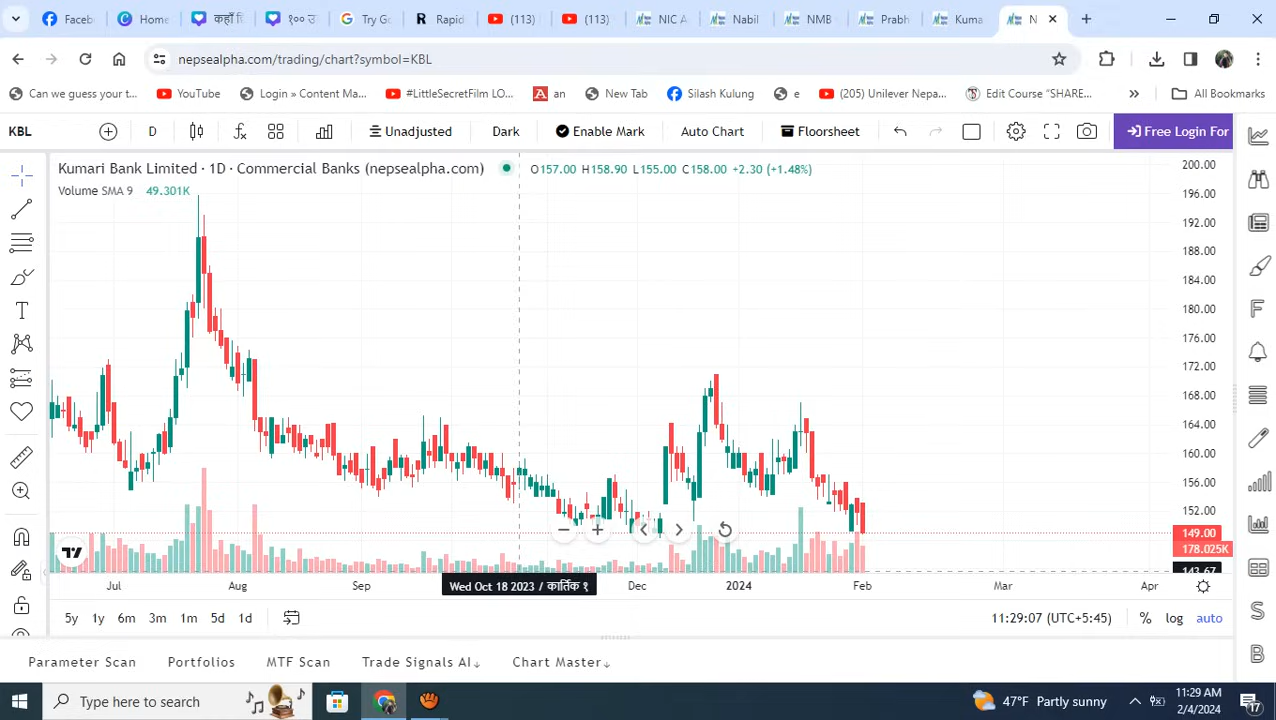 Faceb
Home
कहाँ
१०० उ
Try Go
Rapid
(113)
(113)
NIC A
Nabil
NMB
Prabh
Kuma
N
nepsealpha.com/trading/chart?symbol=KBL
Can we guess your t...
YouTube
Login » Content Ma...
#LittleSecretFilm LO...
an
New Tab
Silash Kulung
e
(205) Unilever Nepa...
Edit Course “SHARE...
»
All Bookmarks
KBL
D
Unadjusted
Dark
Enable Mark
Auto Chart
Floorsheet
Free Login For
Kumari Bank Limited · 1D · Commercial Banks (nepsealpha.com)
O157.00 H158.90 L155.00 C158.00 +2.30 (+1.48%)
Volume SMA 9 49.301K
200.00
196.00
192.00
188.00
184.00
180.00
176.00
172.00
168.00
164.00
160.00
156.00
152.00
149.00
178.025K
143.67
Jul
Aug
Sep
Wed Oct 18 2023 / कार्तिक १
Dec
2024
Feb
Mar
Apr
5y
1y
6m
3m
1m
5d
1d
11:29:07 (UTC+5:45)
%
log
auto
Parameter Scan
Portfolios
MTF Scan
Trade Signals AI↓
Chart Master↓
F
S
B
Type here to search
47°F Partly sunny
11:29 AM
2/4/2024
17